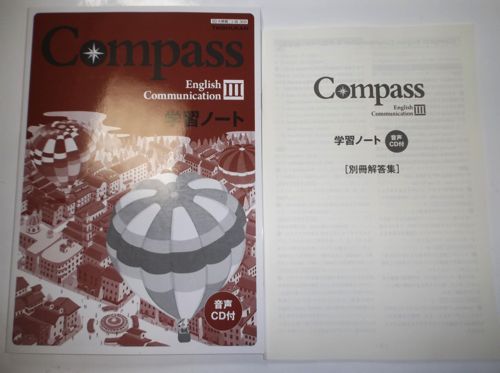 TAISHUKAN
Compass
English
Communication III
学習ノート
音声
CD付
Compass
English
Communication III
学習ノート 音声
CD付
[別冊解答集]